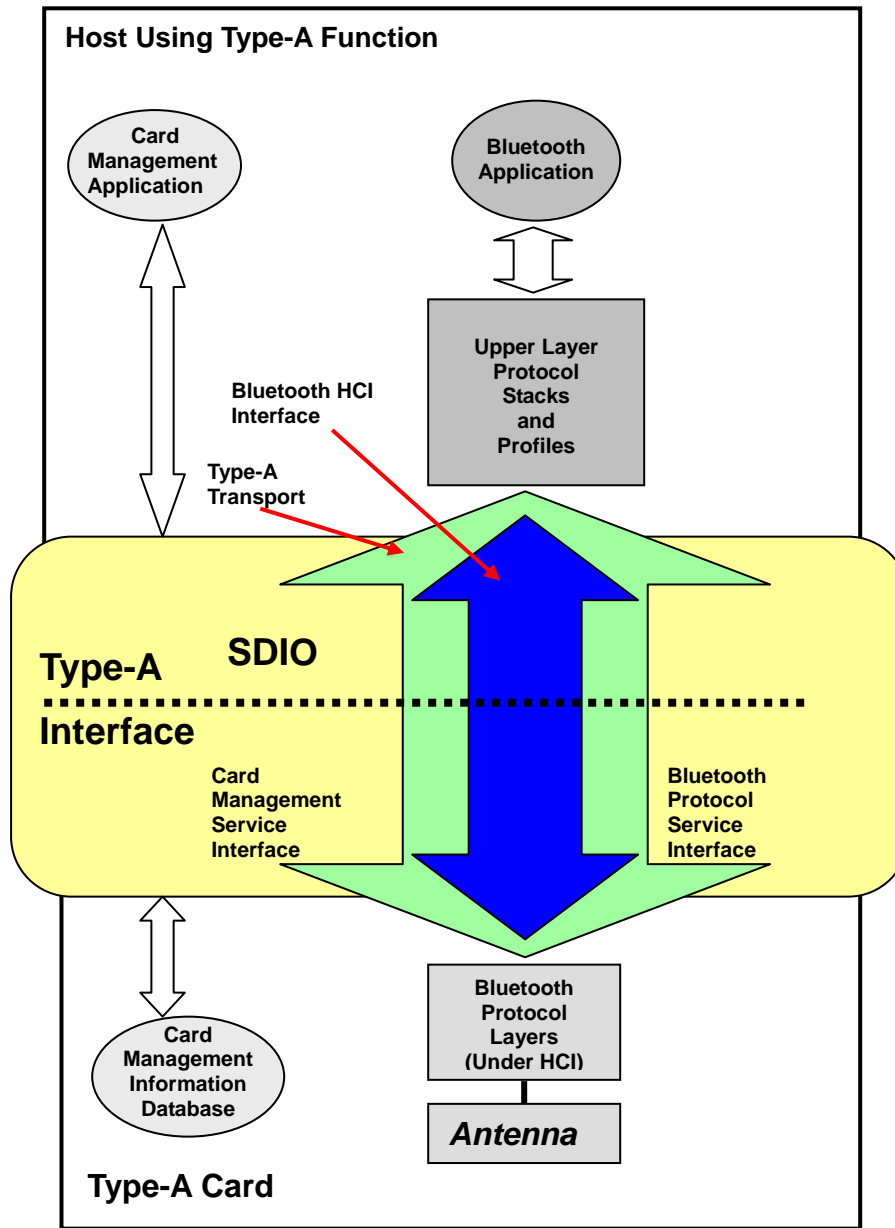 Host Using Type-A Function
Card
Management
Application
Bluetooth
Application
Upper Layer
Protocol
Stacks
and
Profiles
Bluetooth HCI
Interface
Type-A
Transport
SDIO
Type-A
Interface
Card
Management
Service
Interface
Bluetooth
Protocol
Service
Interface
Bluetooth
Protocol
Layers
(Under HCI)
Card
Management
Information
Database
Antenna
Type-A Card